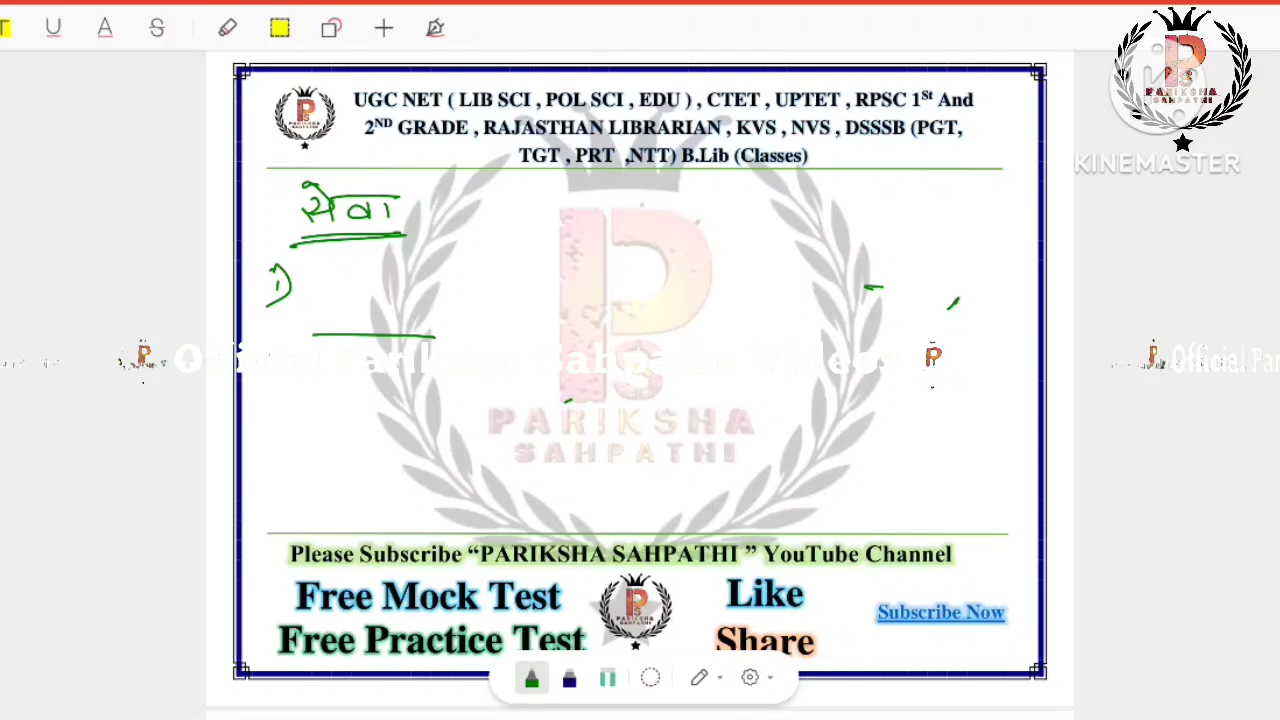 PARIKSHA
SAHPATHI
KINEMASTER
UGC NET ( LIB SCI , POL SCI , EDU ) , CTET , UPTET , RPSC 1St And
2ND GRADE , RAJASTHAN LIBRARIAN , KVS , NVS , DSSSB (PGT,
TGT , PRT ,NTT) B.Lib (Classes)
सेवा
1)
PARIKSHA
SAHPATHI
Please Subscribe “PARIKSHA SAHPATHI ” YouTube Channel
Free Mock Test
Like
Subscribe Now
Free Practice Test
Share